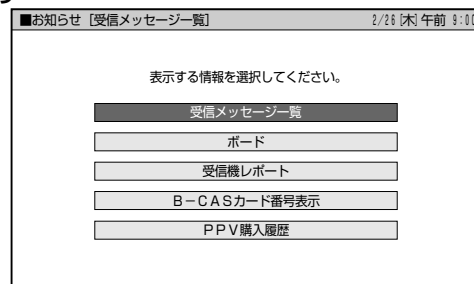 ■お知らせ［受信メッセージ一覧］ 2/26[木]午前 9:00
表示する情報を選択してください。
受信メッセージ一覧
ボード
受信機レポート
Ｂ－ＣＡＳカード番号表示
ＰＰＶ購入履歴